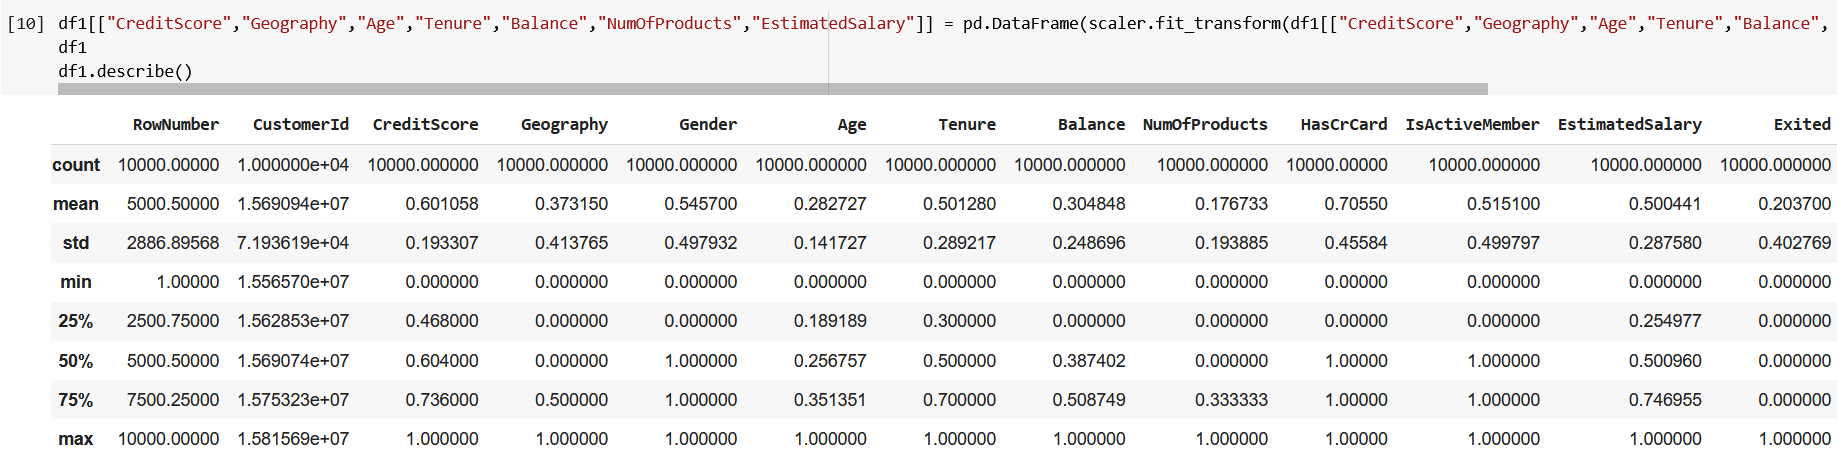 [10] df1[["CreditScore","Geography","Age","Tenure","Balance","NumOfProducts","EstimatedSalary"]] = pd.DataFrame(scaler.fit_transform(df1[["CreditScore","Geography","Age","Tenure","Balance",
df1
df1.describe()
RowNumber CustomerId CreditScore Geography Gender Age Tenure Balance NumOfProducts HasCrCard IsActiveMember EstimatedSalary Exited
count 10000.00000 1.000000e+04 10000.000000 10000.000000 10000.000000 10000.000000 10000.000000 10000.000000 10000.000000 10000.00000 10000.000000 10000.000000 10000.000000
mean 5000.50000 1.569094e+07 0.601058 0.373150 0.545700 0.282727 0.501280 0.304848 0.176733 0.70550 0.515100 0.500441 0.203700
std 2886.89568 7.193619e+04 0.193307 0.413765 0.497932 0.141727 0.289217 0.248696 0.193885 0.45584 0.499797 0.287580 0.402769
min 1.00000 1.556570e+07 0.000000 0.000000 0.000000 0.000000 0.000000 0.000000 0.000000 0.00000 0.000000 0.000000 0.000000
25% 2500.75000 1.562853e+07 0.468000 0.000000 0.000000 0.189189 0.300000 0.000000 0.000000 0.00000 0.000000 0.254977 0.000000
50% 5000.50000 1.569074e+07 0.604000 0.000000 1.000000 0.256757 0.500000 0.387402 0.000000 1.00000 1.000000 0.500960 0.000000
75% 7500.25000 1.575323e+07 0.736000 0.500000 1.000000 0.351351 0.700000 0.508749 0.333333 1.00000 1.000000 0.746955 0.000000
max 10000.00000 1.581569e+07 1.000000 1.000000 1.000000 1.000000 1.000000 1.000000 1.000000 1.00000 1.000000 1.000000 1.000000